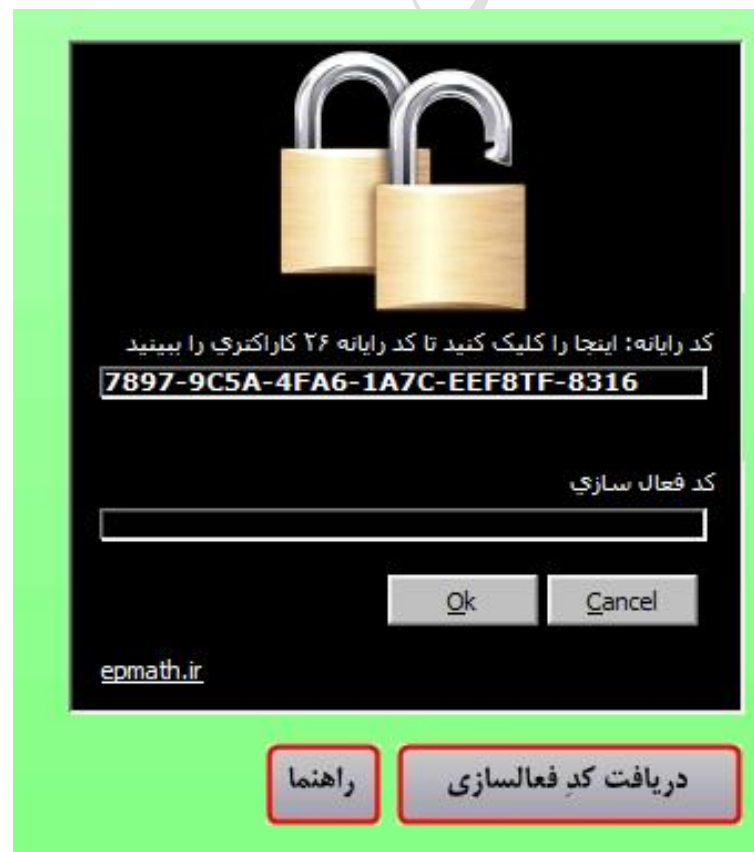 کد رایانه: اینجا را کلیک کنید تا کد رایانه ۲۶ کاراکتري را ببینید
7897-9C5A-4FA6-1A7C-EEF8TF-8316
کد فعال سازي
Ok Cancel
epmath.ir
دریافت کدِ فعالسازی راهنما